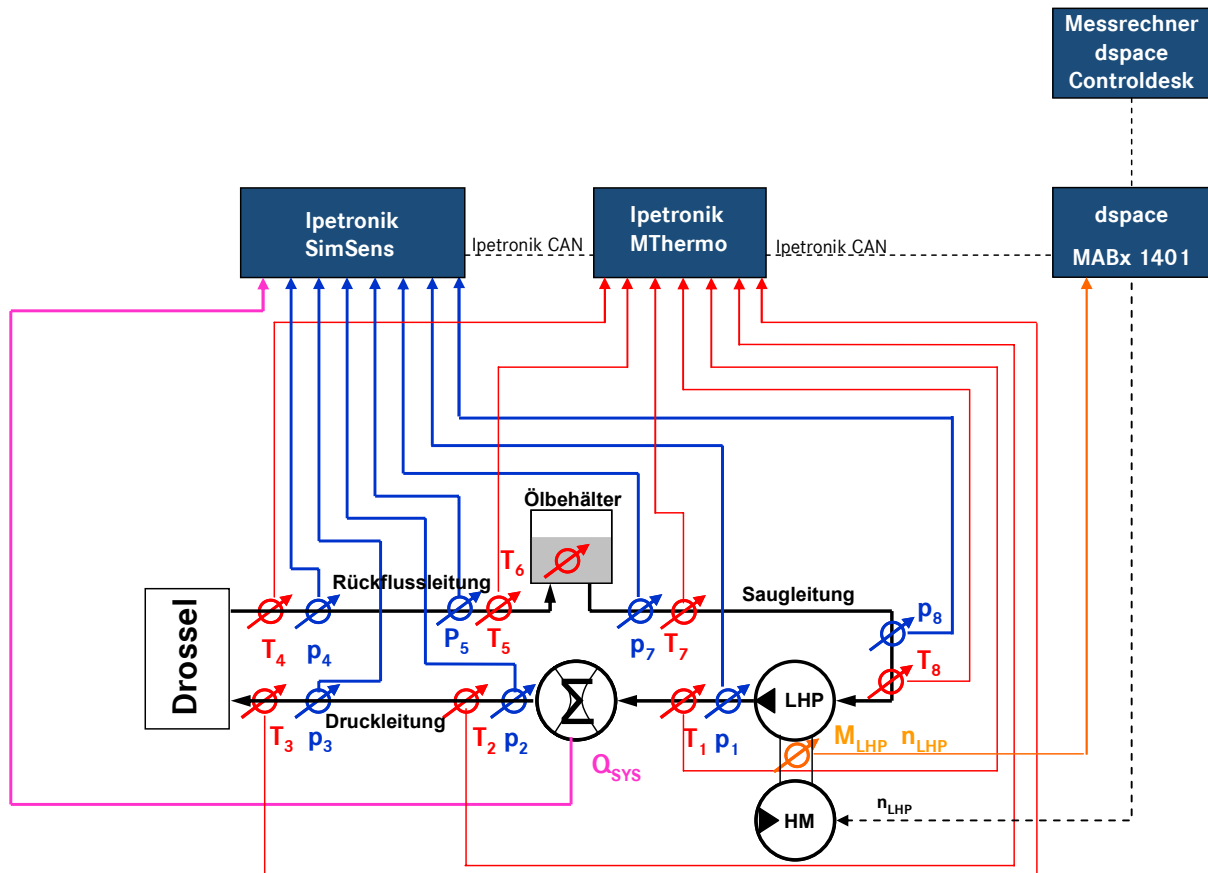 Messrechner
dspace
Controldesk
Ipetronik
SimSens
Ipetronik CAN
Ipetronik
MThermo
Ipetronik CAN
dspace
MABx 1401
Ölbehälter
T6
Rückflussleitung
Saugleitung
Drossel
T4
p4
P5
T5
p7
T7
p8
T8
LHP
Druckleitung
T3
p3
T2
p2
Σ
T1
p1
QSYS
MLHP nLHP
nLHP
HM